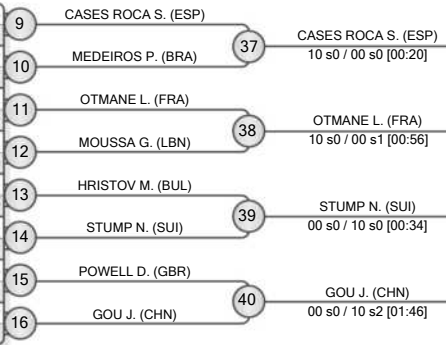 9
CASES ROCA S. (ESP)
10
MEDEIROS P. (BRA)
37
CASES ROCA S. (ESP)
10 s0 / 00 s0 [00:20]
11
OTMANE L. (FRA)
12
MOUSSA G. (LBN)
38
OTMANE L. (FRA)
10 s0 / 00 s1 [00:56]
13
HRISTOV M. (BUL)
14
STUMP N. (SUI)
39
STUMP N. (SUI)
00 s0 / 10 s0 [00:34]
15
POWELL D. (GBR)
16
GOU J. (CHN)
40
GOU J. (CHN)
00 s0 / 10 s2 [01:46]